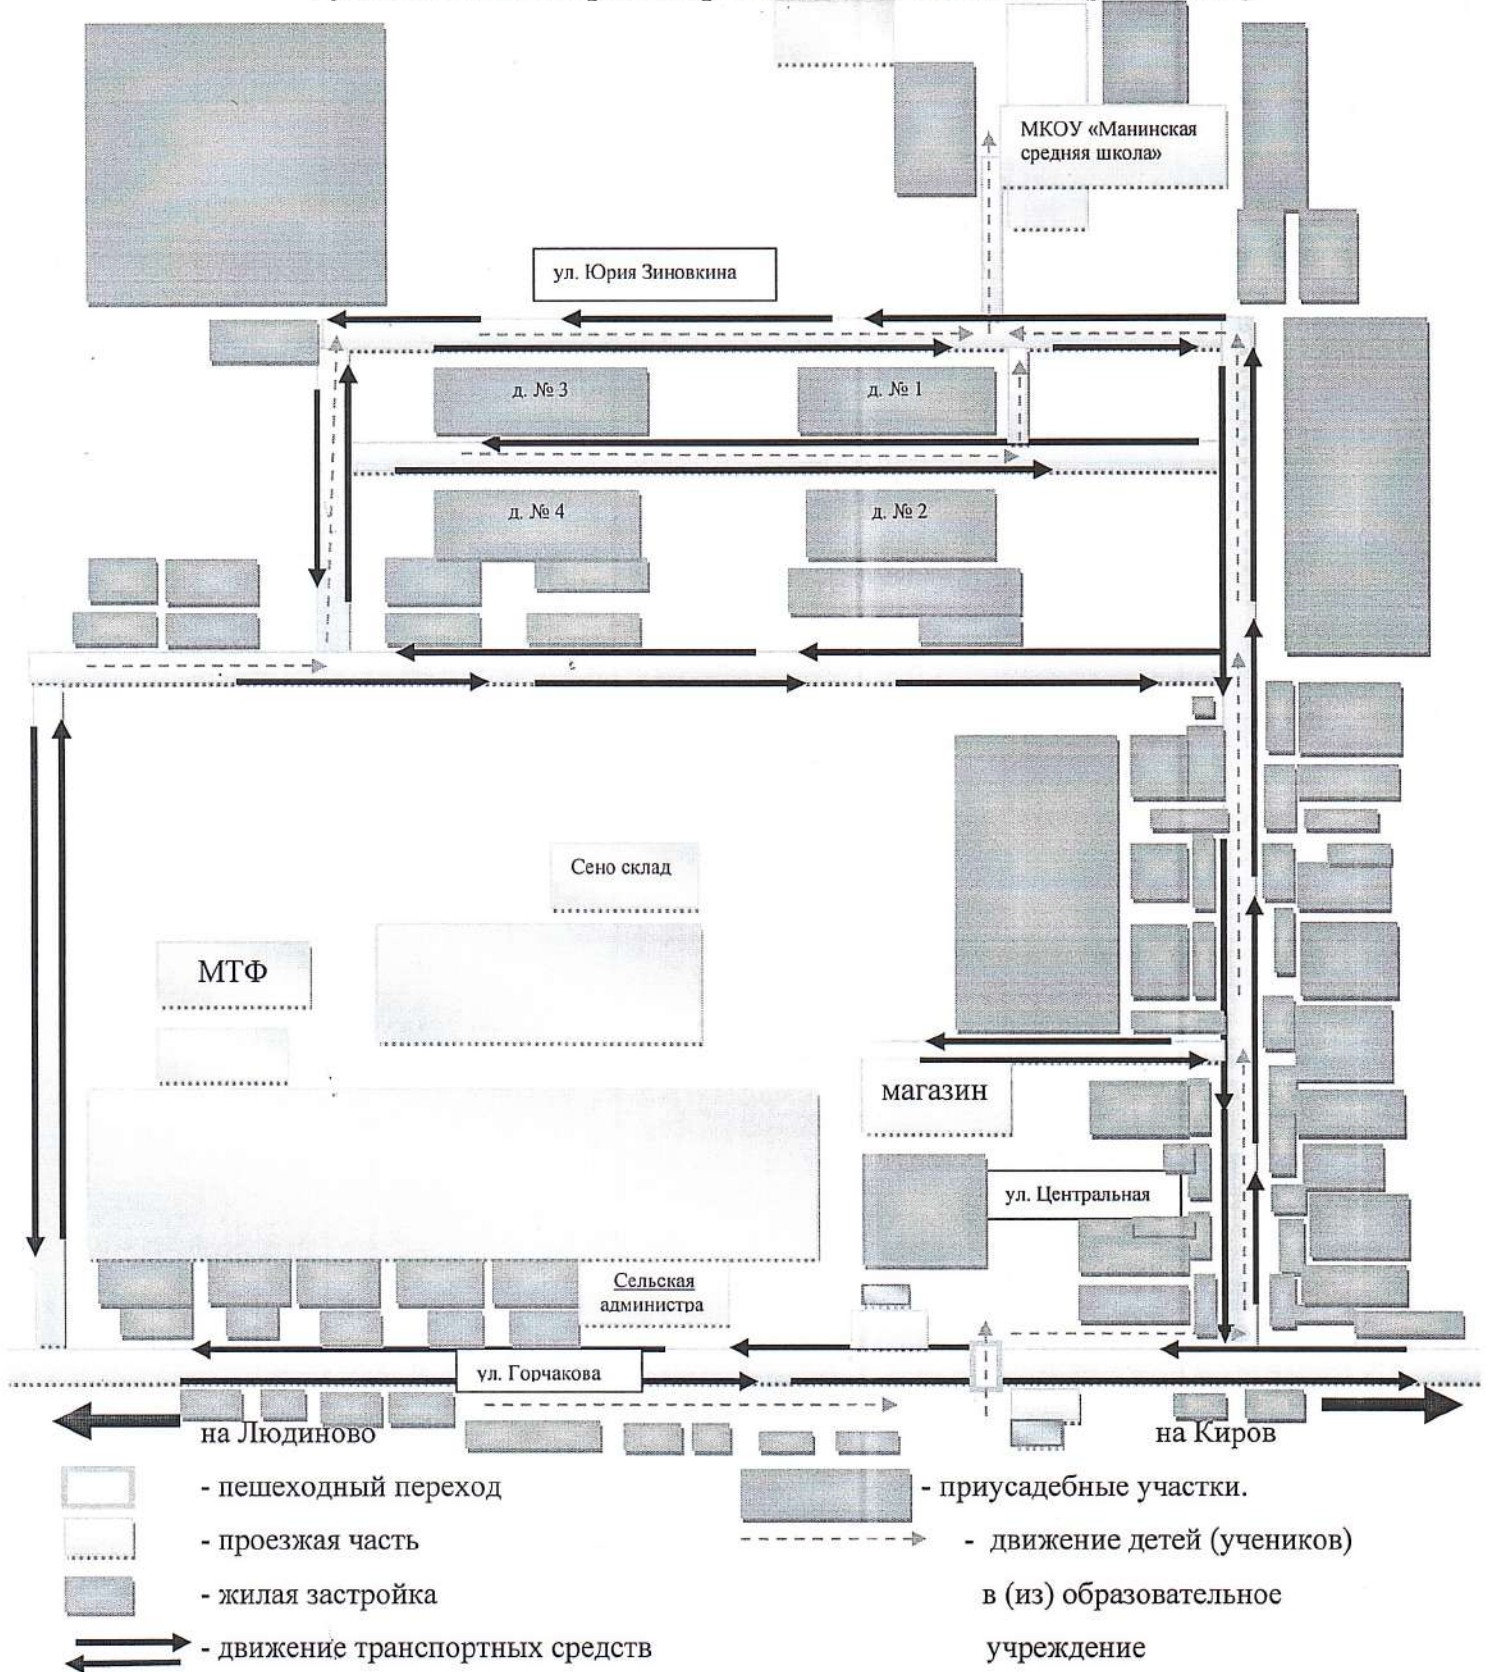 МКОУ «Манинская
средняя школа»
ул. Юрия Зиновкина
д. № 3
д. № 1
д. № 4
д. № 2
Сено склад
МТФ
магазин
ул. Центральная
Сельская
администра
ул. Горчакова
на Людиново
на Киров
- пешеходный переход
- приусадебные участки.
- проезжая часть
- движение детей (учеников)
- жилая застройка
в (из) образовательное
- движение транспортных средств
учреждение